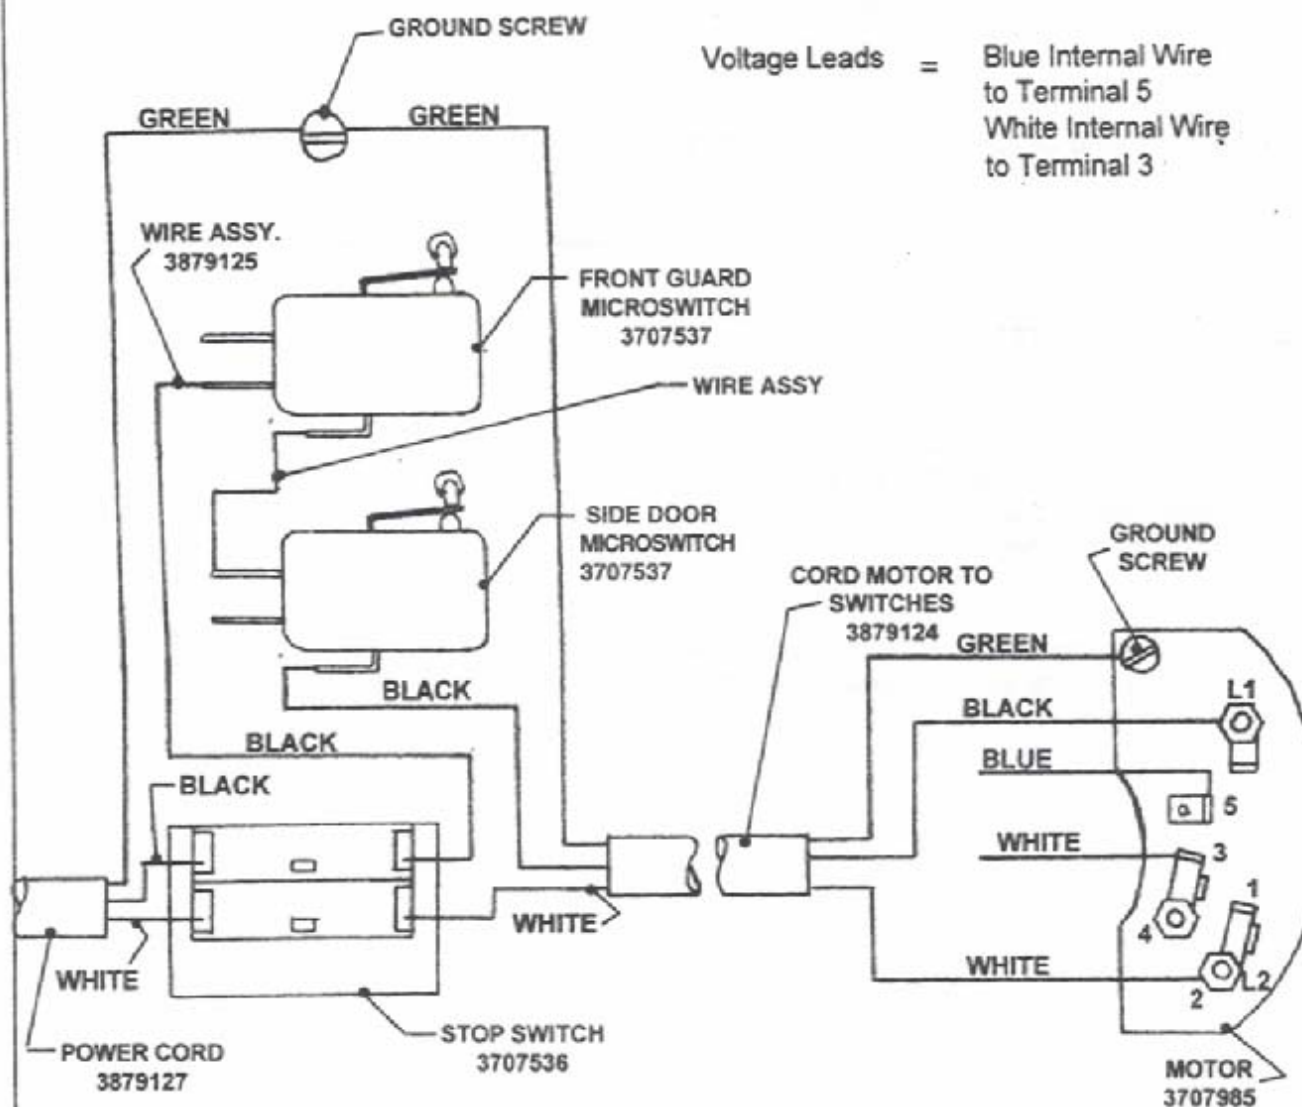 GROUND SCREW
Voltage Leads = Blue Internal Wire
to Terminal 5
White Internal Wire
to Terminal 3
GREEN
GREEN
WIRE ASSY.
3879125
FRONT GUARD
MICROSWITCH
3707537
WIRE ASSY
SIDE DOOR
MICROSWITCH
3707537
GROUND
SCREW
CORD MOTOR TO
SWITCHES
3879124
GREEN
BLACK
L1
BLACK
BLACK
BLACK
BLUE
5
WHITE
3
1
4
WHITE
WHITE
WHITE
2
L2
STOP SWITCH
3707536
POWER CORD
3879127
MOTOR
3707985